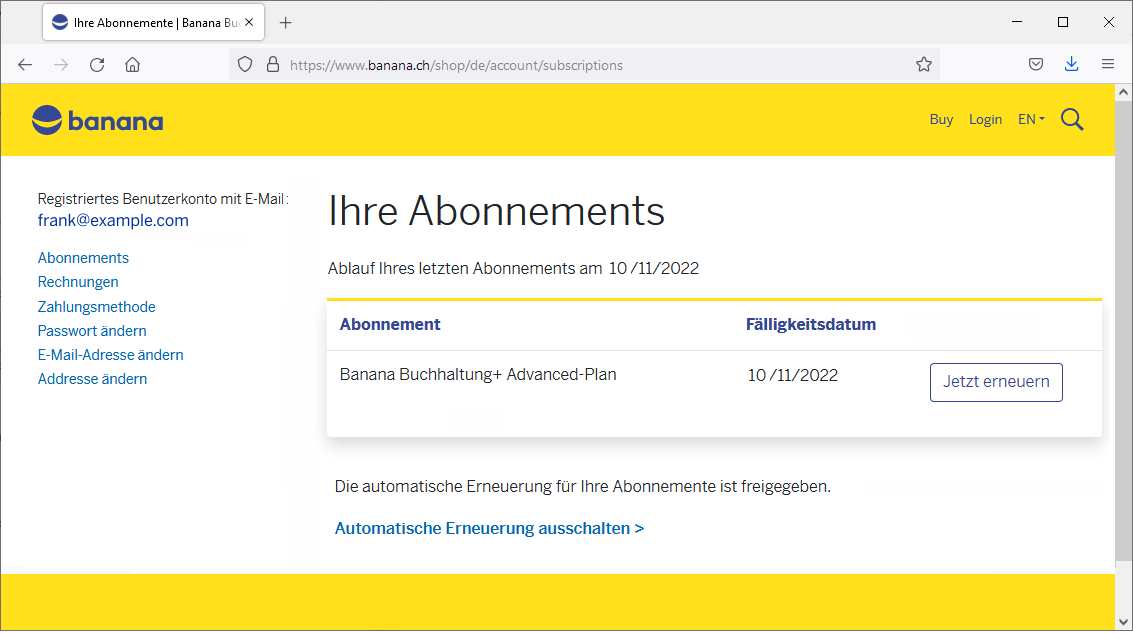 Ihre Abonnemente | Banana Buc
https://www.banana.ch/shop/de/account/subscriptions
banana
Buy Login EN
Registriertes Benutzerkonto mit E-Mail:
frank@example.com
Abonnements
Rechnungen
Zahlungsmethode
Passwort ändern
E-Mail-Adresse ändern
Addresse ändern
Ihre Abonnements
Ablauf Ihres letzten Abonnements am 10 /11/2022
Abonnement Fälligkeitsdatum
Banana Buchhaltung+ Advanced-Plan 10 /11/2022 Jetzt erneuern
Die automatische Erneuerung für Ihre Abonnemente ist freigegeben.
Automatische Erneuerung ausschalten >